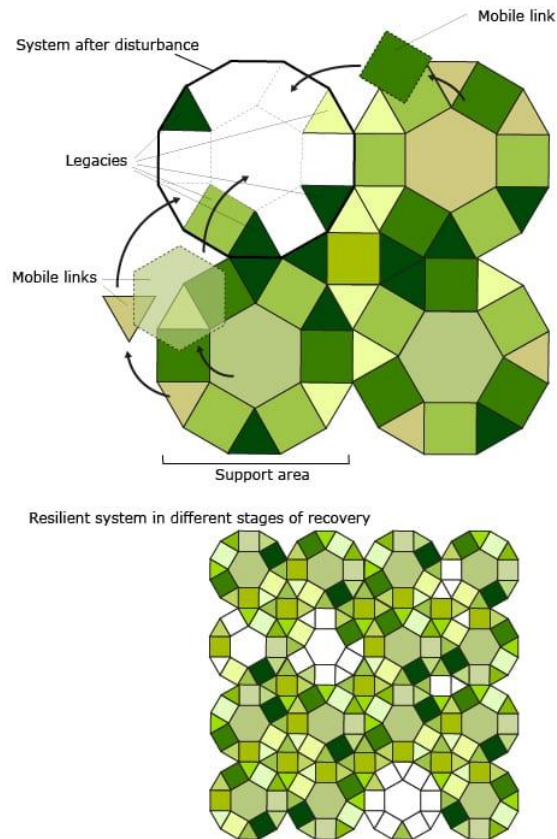 Mobile link
System after disturbance
Legacies
Mobile links
Support area
Resilient system in different stages of recovery